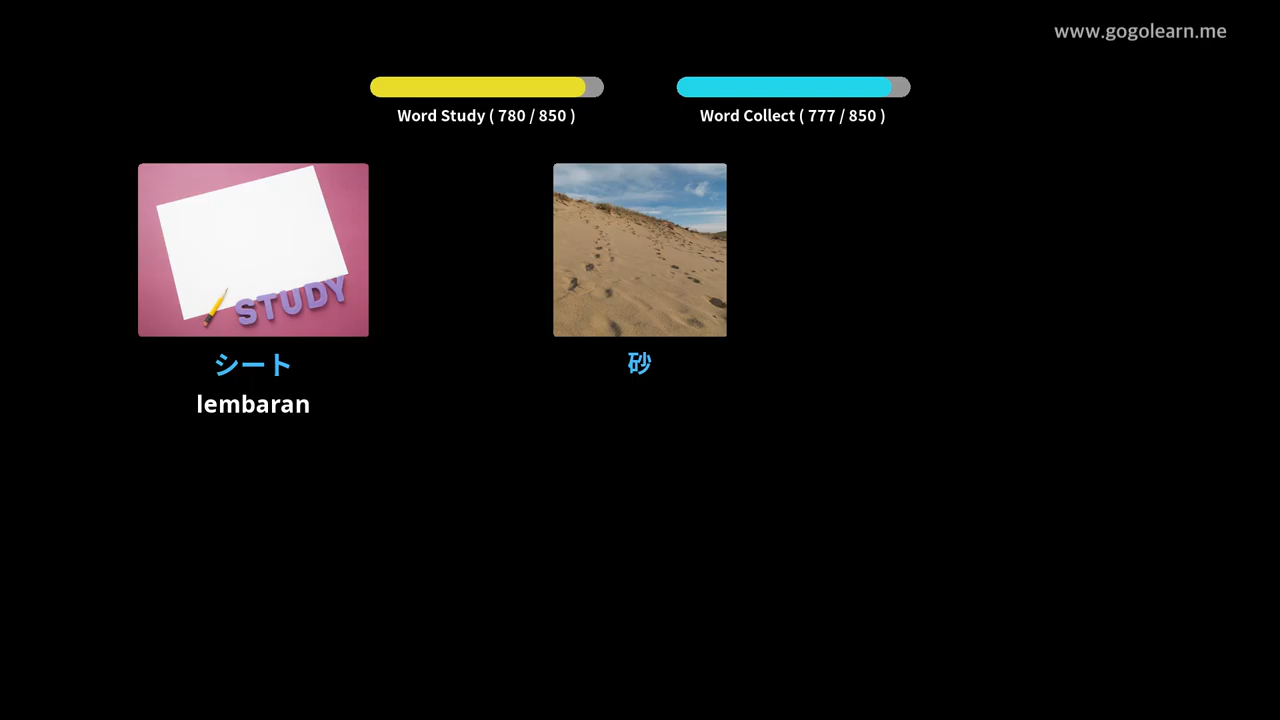 www.gogolearn.me
Word Study ( 780 / 850 )
Word Collect ( 777 / 850 )
STUDY
シート
lembaran
砂